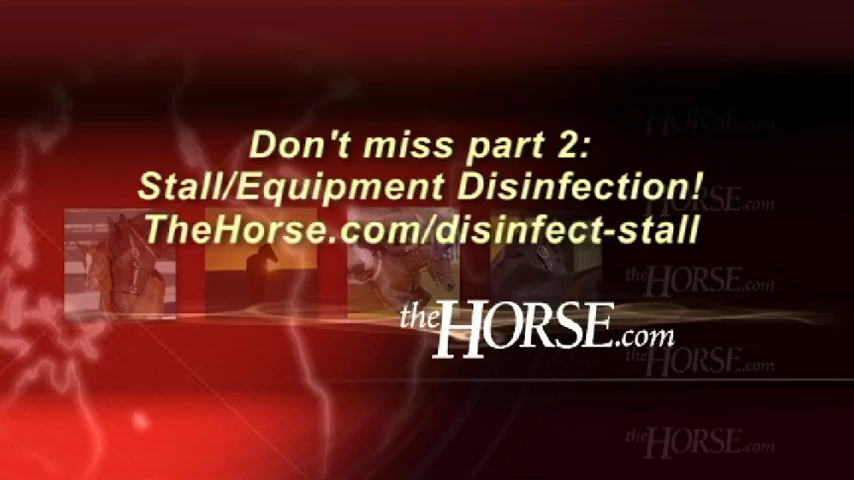 Don't miss part 2:
Stall/Equipment Disinfection!
TheHorse.com/disinfect-stall
theHORSE.com
theHORSE.com
theHORSE.com
theHORSE.com
theHORSE.com
theHORSE.com